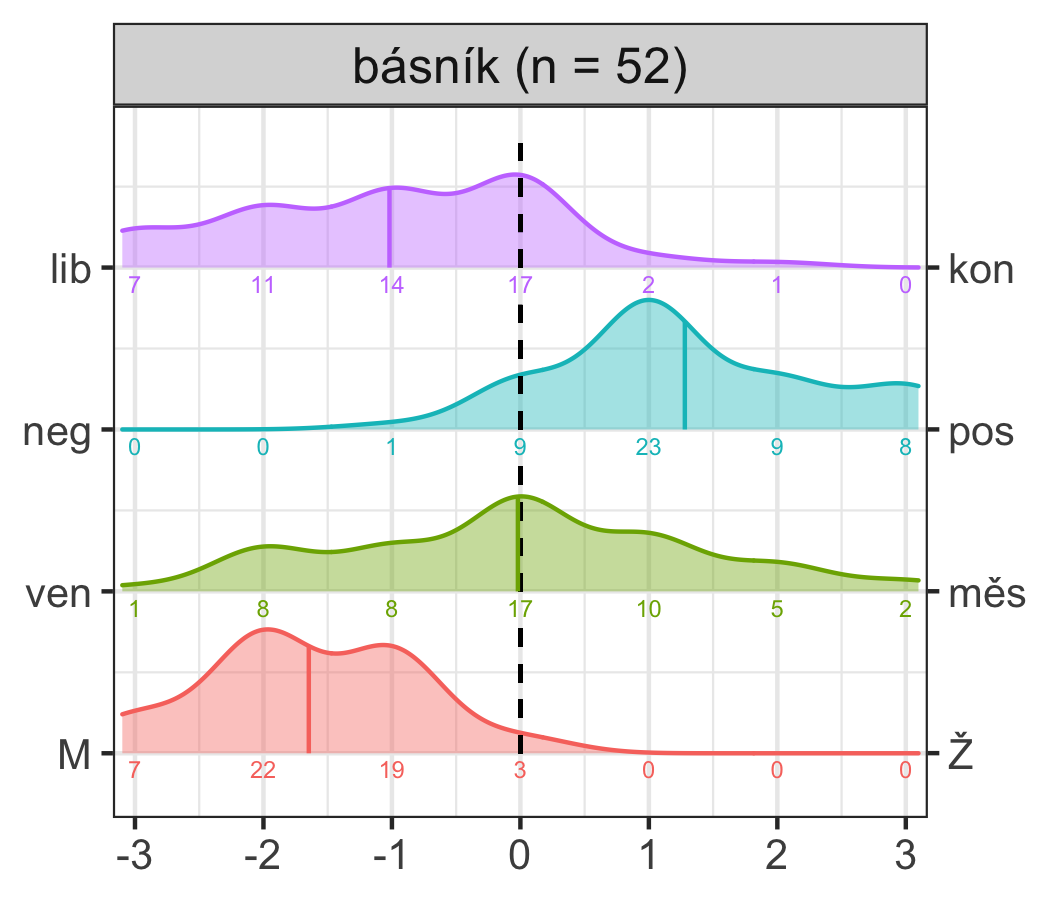 básník (n = 52)
lib kon
7 11 14 17 2 1 0
neg pos
0 0 1 9 23 9 8
ven měs
1 8 8 17 10 5 2
M Ž
7 22 19 3 0 0 0
-3 -2 -1 0 1 2 3